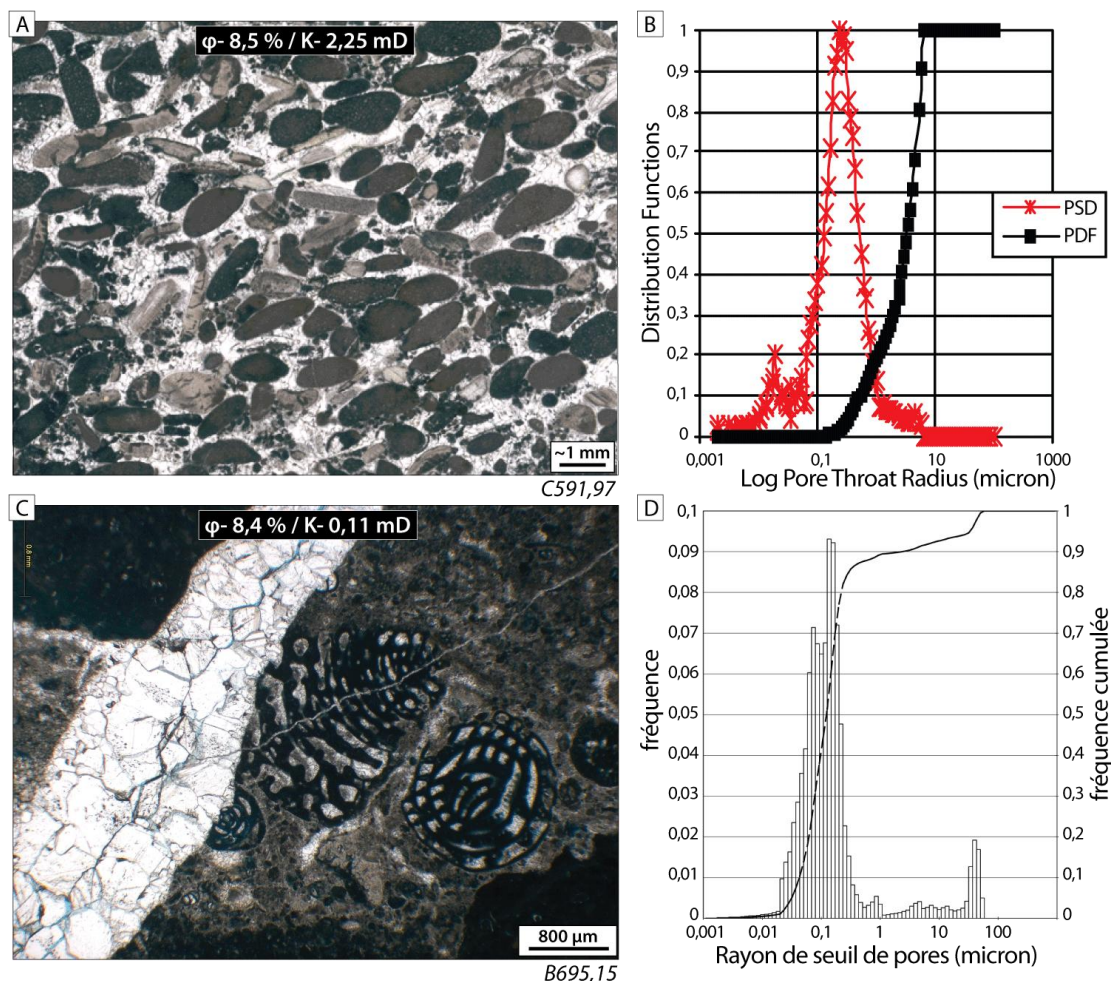 A
φ- 8,5 % / K- 2,25 mD
~1 mm
C591,97
B
Distribution Functions
1
0,9
0,8
0,7
0,6
0,5
0,4
0,3
0,2
0,1
0
0,001
0,1
10
1000
Log Pore Throat Radius (micron)
PSD
PDF
C
φ- 8,4 % / K- 0,11 mD
0,8 mm
800 µm
B695,15
D
fréquence
0,1
0,09
0,08
0,07
0,06
0,05
0,04
0,03
0,02
0,01
0
fréquence cumulée
1
0,9
0,8
0,7
0,6
0,5
0,4
0,3
0,2
0,1
0
0,001
0,01
0,1
1
10
100
Rayon de seuil de pores (micron)